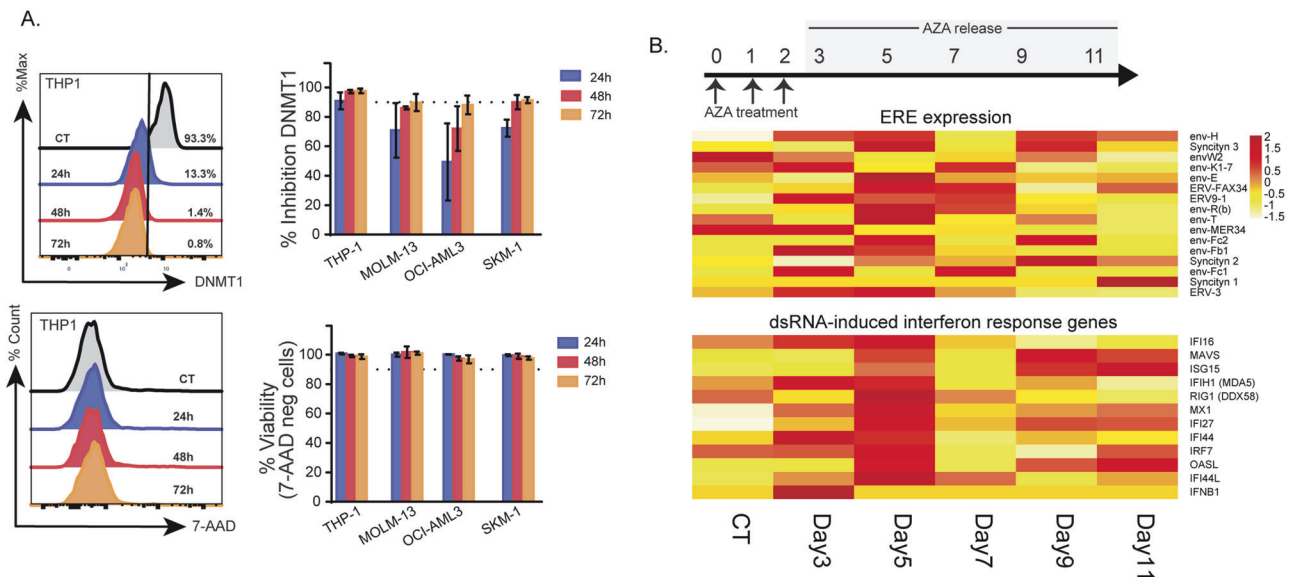 A.
%Max
THP1
CT 93.3%
24h 13.3%
48h 1.4%
72h 0.8%
0 10³ 10
DNMT1
% Inhibition DNMT1
100
80
60
40
20
0
THP-1 MOLM-13 OCI-AML3 SKM-1
24h
48h
72h
% Count
THP1
CT
24h
48h
72h
7-AAD
% Viability
(7-AAD neg cells)
100
80
60
40
20
0
THP-1 MOLM-13 OCI-AML3 SKM-1
24h
48h
72h
B.
AZA release
0 1 2 3 5 7 9 11
AZA treatment
ERE expression
env-H
Syncityn 3
envW2
env-K1-7
env-E
ERV-FAX34
ERV9-1
env-R(b)
env-T
env-MER34
env-Fc2
env-Fb1
Syncityn 2
env-Fc1
Syncityn 1
ERV-3
2
1.5
1
0.5
0
-0.5
-1
-1.5
dsRNA-induced interferon response genes
IFI16
MAVS
ISG15
IFIH1 (MDA5)
RIG1 (DDX58)
MX1
IFI27
IFI44
IRF7
OASL
IFI44L
IFNB1
CT Day3 Day5 Day7 Day9 Day11